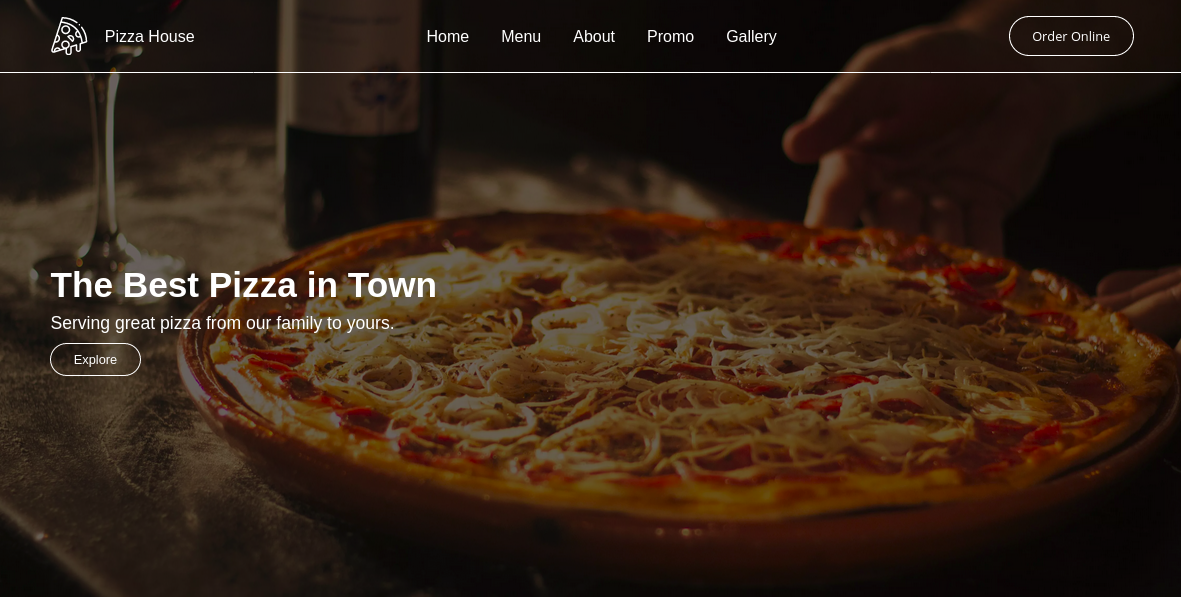 Pizza House
Home Menu About Promo Gallery
Order Online
The Best Pizza in Town
Serving great pizza from our family to yours.
Explore